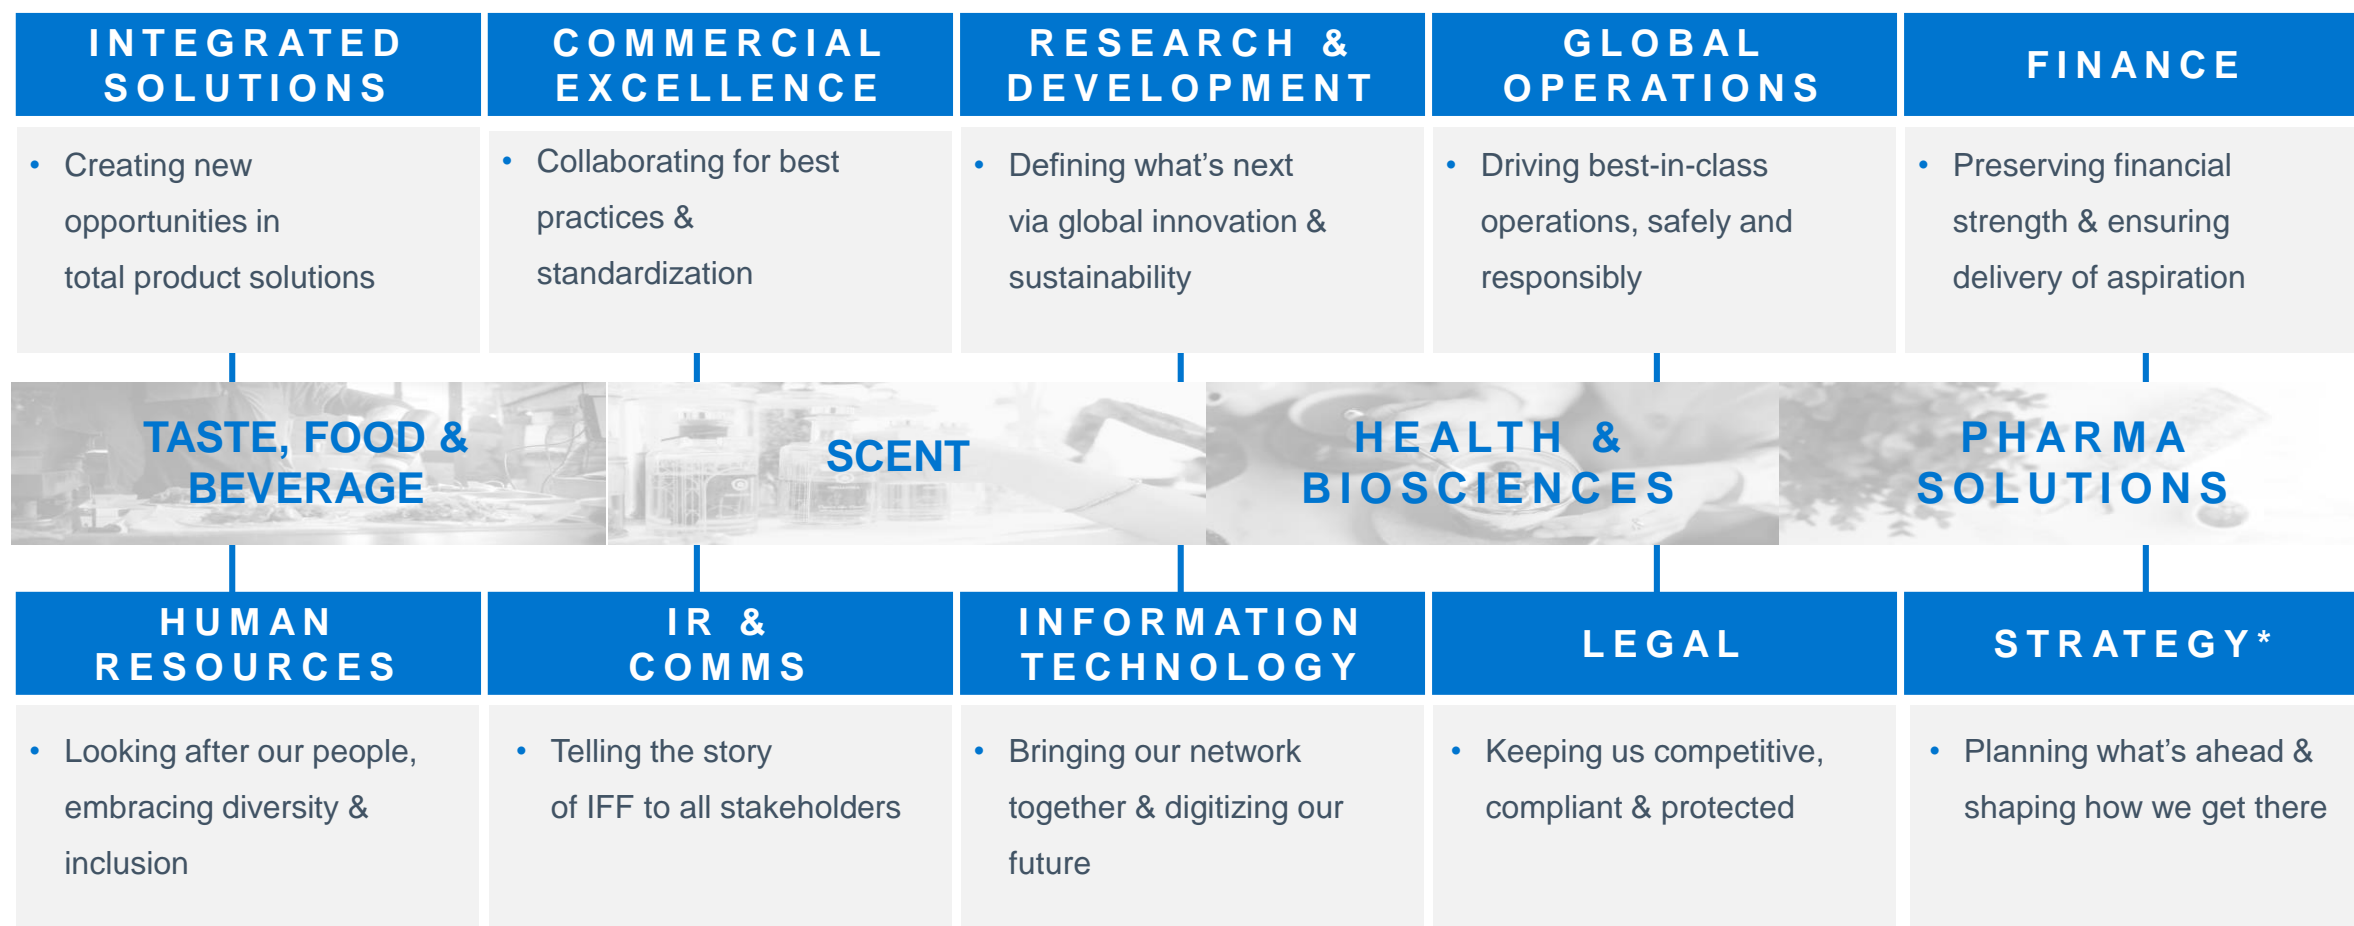 INTEGRATED
SOLUTIONS
• Creating new
opportunities in
total product solutions
COMMERCIAL
EXCELLENCE
• Collaborating for best
practices &
standardization
RESEARCH &
DEVELOPMENT
• Defining what’s next
via global innovation &
sustainability
GLOBAL
OPERATIONS
• Driving best-in-class
operations, safely and
responsibly
FINANCE
• Preserving financial
strength & ensuring
delivery of aspiration
TASTE, FOOD &
BEVERAGE
SCENT
HEALTH &
BIOSCIENCES
PHARMA
SOLUTIONS
HUMAN
RESOURCES
• Looking after our people,
embracing diversity &
inclusion
IR &
COMMS
• Telling the story
of IFF to all stakeholders
INFORMATION
TECHNOLOGY
• Bringing our network
together & digitizing our
future
LEGAL
• Keeping us competitive,
compliant & protected
STRATEGY*
• Planning what’s ahead &
shaping how we get there